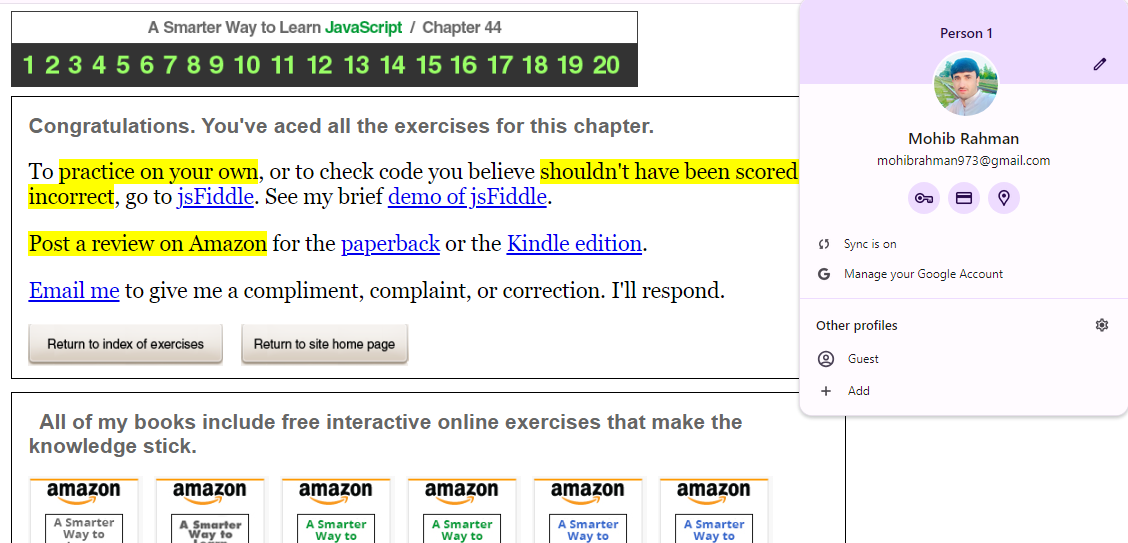 A Smarter Way to Learn JavaScript / Chapter 44
1 2 3 4 5 6 7 8 9 10 11 12 13 14 15 16 17 18 19 20
Congratulations. You've aced all the exercises for this chapter.
To practice on your own, or to check code you believe shouldn't have been scored
incorrect, go to jsFiddle. See my brief demo of jsFiddle.
Post a review on Amazon for the paperback or the Kindle edition.
Email me to give me a compliment, complaint, or correction. I'll respond.
Return to index of exercises
Return to site home page
All of my books include free interactive online exercises that make the
knowledge stick.
amazon amazon amazon amazon amazon amazon
A Smarter A Smarter A Smarter A Smarter A Smarter A Smarter
Way to Way to Way to Way to Way to Way to
Person 1
Mohib Rahman
mohibrahman973@gmail.com
Sync is on
G Manage your Google Account
Other profiles
Guest
Add